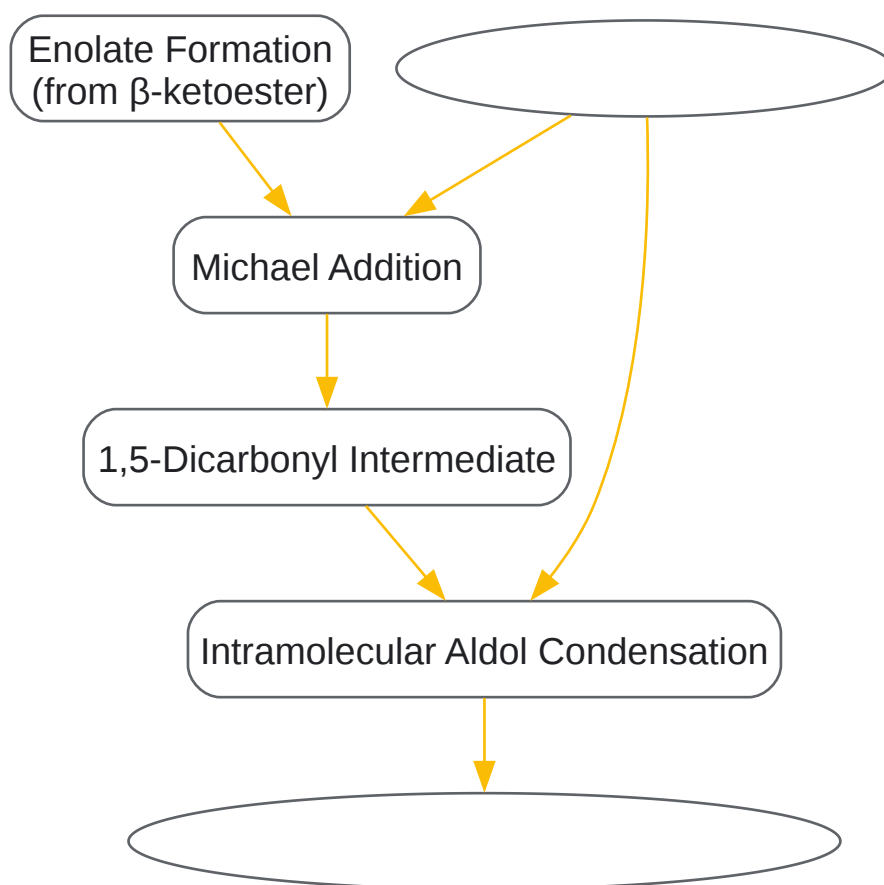 Enolate Formation
(from β-ketoester)
Michael Addition
1,5-Dicarbonyl Intermediate
Intramolecular Aldol Condensation